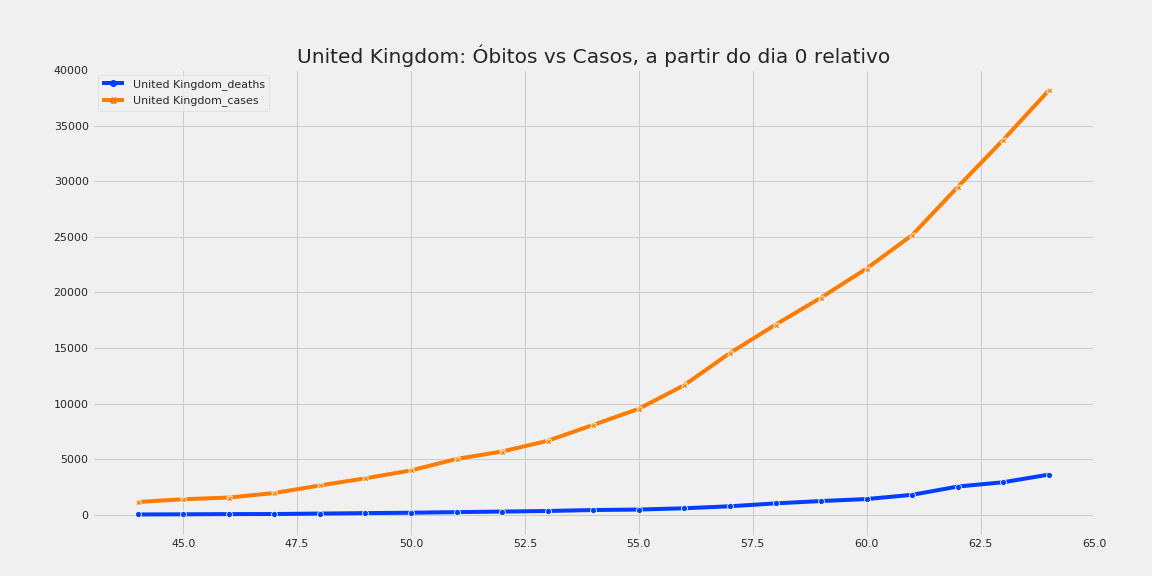 United Kingdom: Óbitos vs Casos, a partir do dia 0 relativo
40000
United Kingdom_deaths
United Kingdom_cases
35000
30000
25000
20000
15000
10000
5000
0
45.0 47.5 50.0 52.5 55.0 57.5 60.0 62.5 65.0